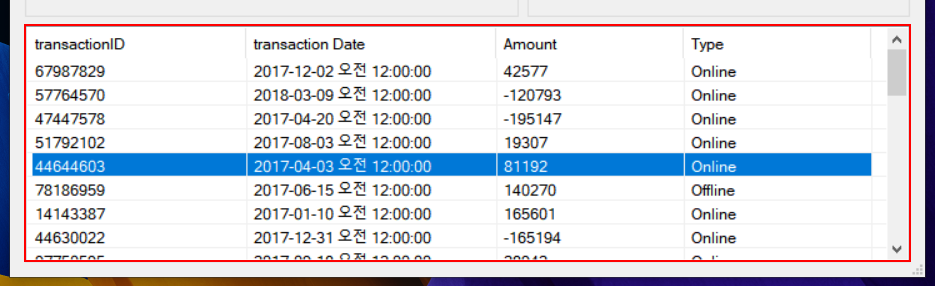 transactionID transaction Date Amount Type
67987829 2017-12-02 오전 12:00:00 42577 Online
57764570 2018-03-09 오전 12:00:00 -120793 Online
47447578 2017-04-20 오전 12:00:00 -195147 Online
51792102 2017-08-03 오전 12:00:00 19307 Online
44644603 2017-04-03 오전 12:00:00 81192 Online
78186959 2017-06-15 오전 12:00:00 140270 Offline
14143387 2017-01-10 오전 12:00:00 165601 Online
44630022 2017-12-31 오전 12:00:00 -165194 Online